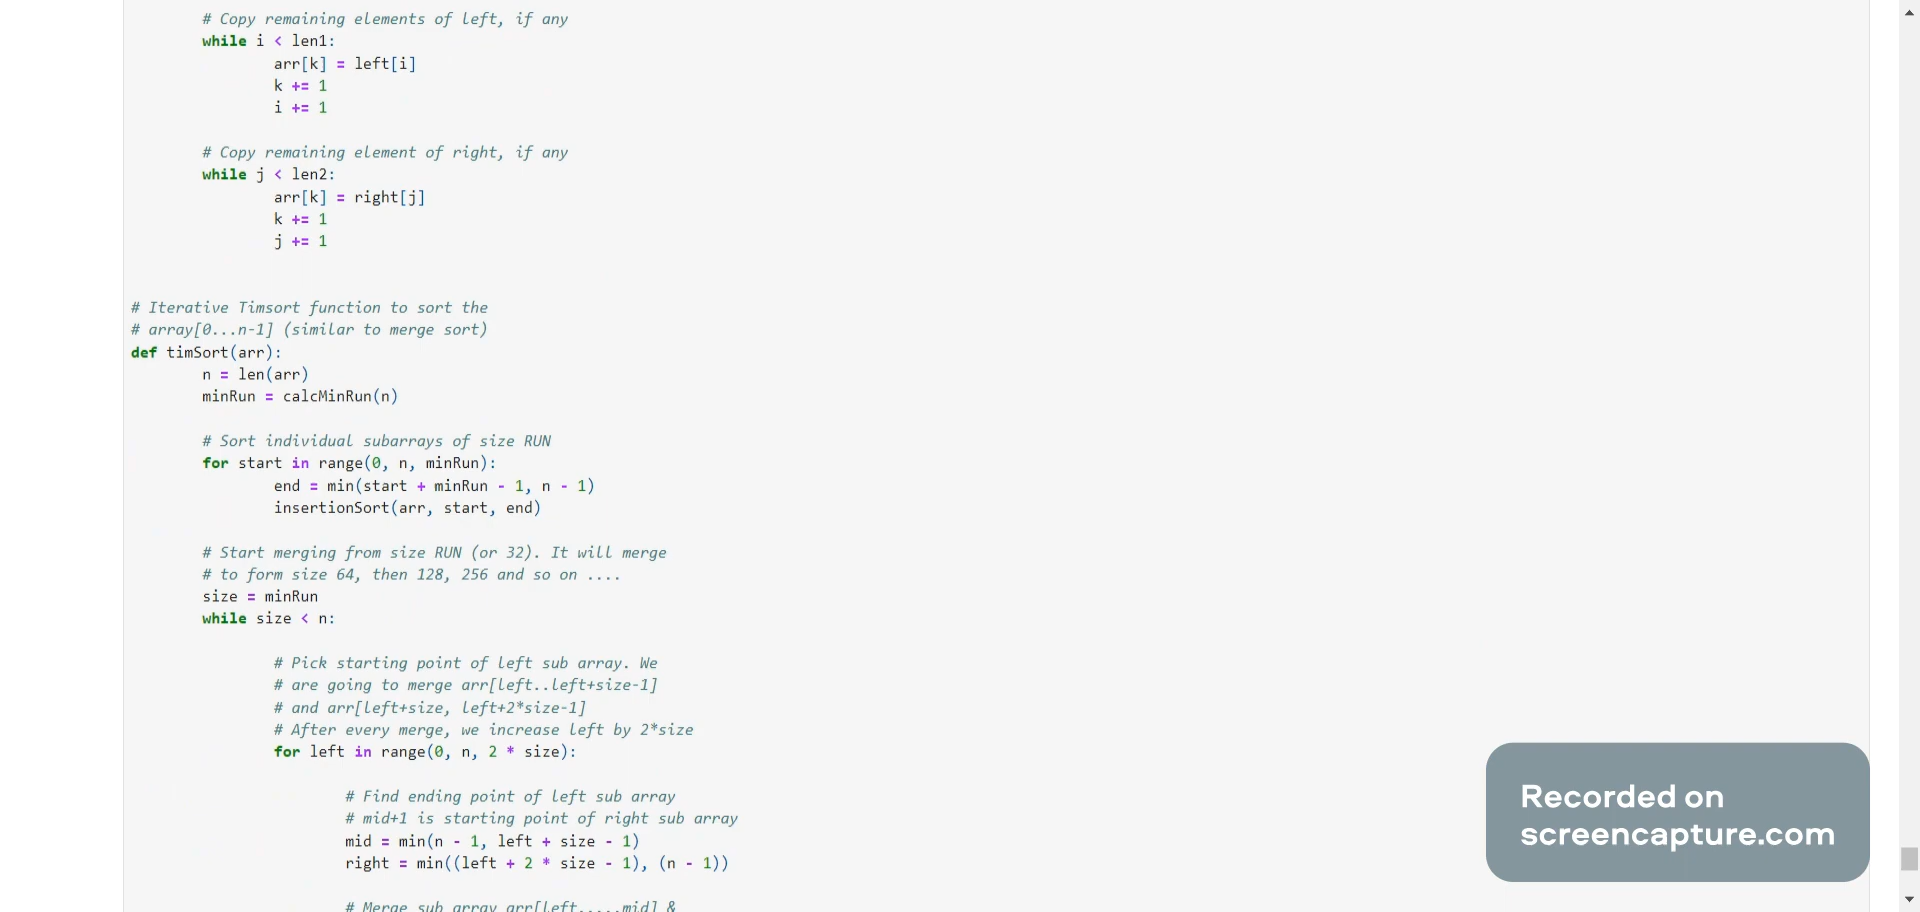 # Copy remaining elements of left, if any
while i < len1:
arr[k] = left[i]
k += 1
i += 1
# Copy remaining element of right, if any
while j < len2:
arr[k] = right[j]
k += 1
j += 1
# Iterative Timsort function to sort the
# array[0...n-1] (similar to merge sort)
def timSort(arr):
n = len(arr)
minRun = calcMinRun(n)
# Sort individual subarrays of size RUN
for start in range(0, n, minRun):
end = min(start + minRun - 1, n - 1)
insertionSort(arr, start, end)
# Start merging from size RUN (or 32). It will merge
# to form size 64, then 128, 256 and so on ....
size = minRun
while size < n:
# Pick starting point of left sub array. We
# are going to merge arr[left..left+size-1]
# and arr[left+size, left+2*size-1]
# After every merge, we increase left by 2*size
for left in range(0, n, 2 * size):
# Find ending point of left sub array
# mid+1 is starting point of right sub array
mid = min(n - 1, left + size - 1)
right = min((left + 2 * size - 1), (n - 1))
# Merge sub array arr[left.....mid] &
Recorded on
screencapture.com